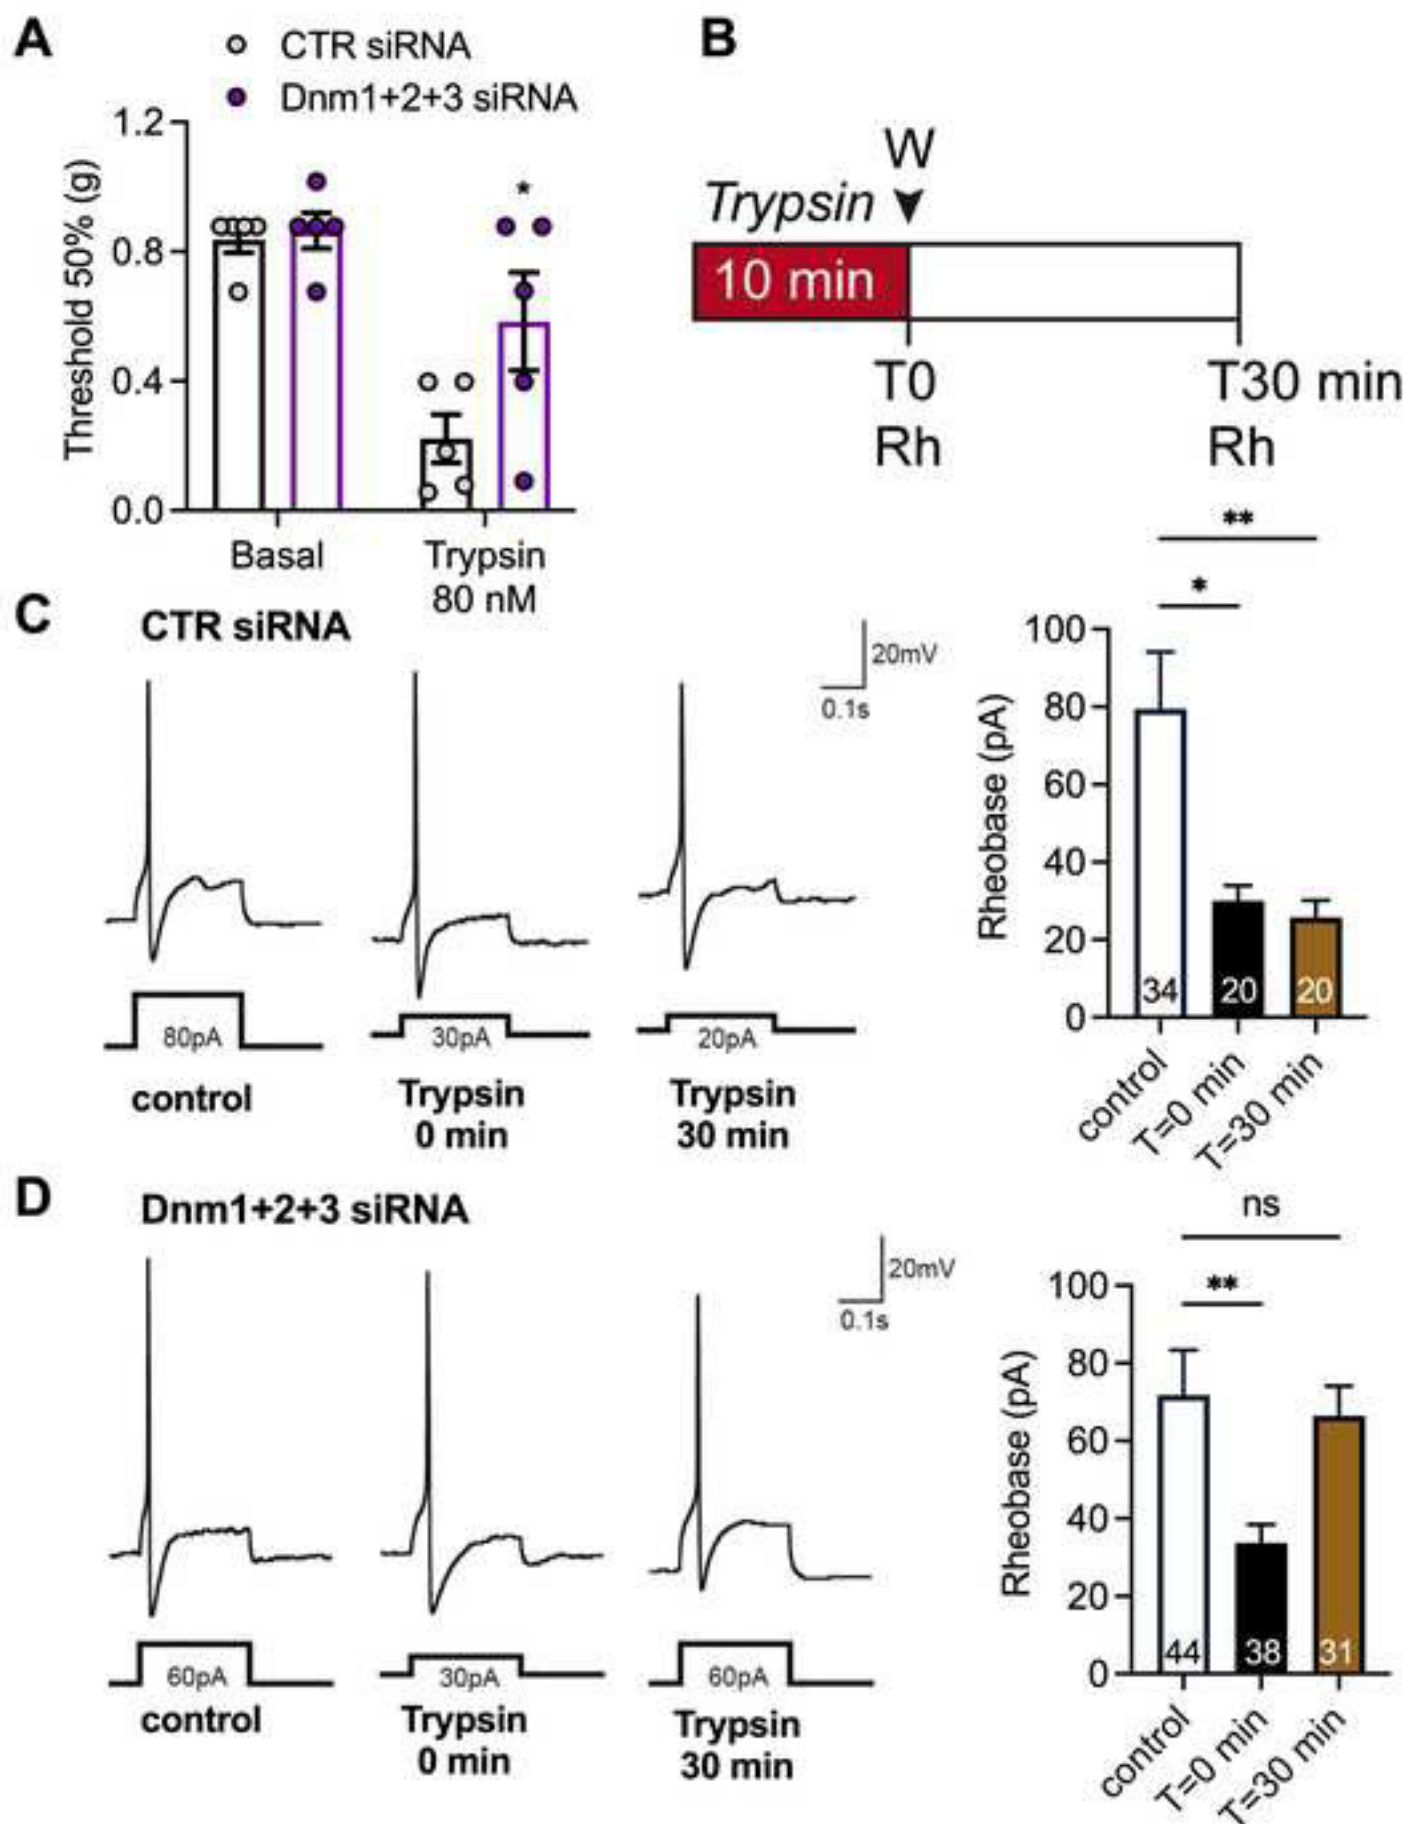 A
CTR siRNA
Dnm1+2+3 siRNA
Threshold 50% (g)
1.2
0.8
0.4
0.0
*
Basal
Trypsin
80 nM
B
W
Trypsin
10 min
T0
T30 min
Rh
Rh
C
CTR siRNA
20mV
0.1s
80pA
30pA
20pA
control
Trypsin
0 min
Trypsin
30 min
**
*
Rheobase (pA)
100
80
60
40
20
0
34
20
20
control
T=0 min
T=30 min
D
Dnm1+2+3 siRNA
20mV
0.1s
60pA
30pA
60pA
control
Trypsin
0 min
Trypsin
30 min
ns
**
Rheobase (pA)
100
80
60
40
20
0
44
38
31
control
T=0 min
T=30 min